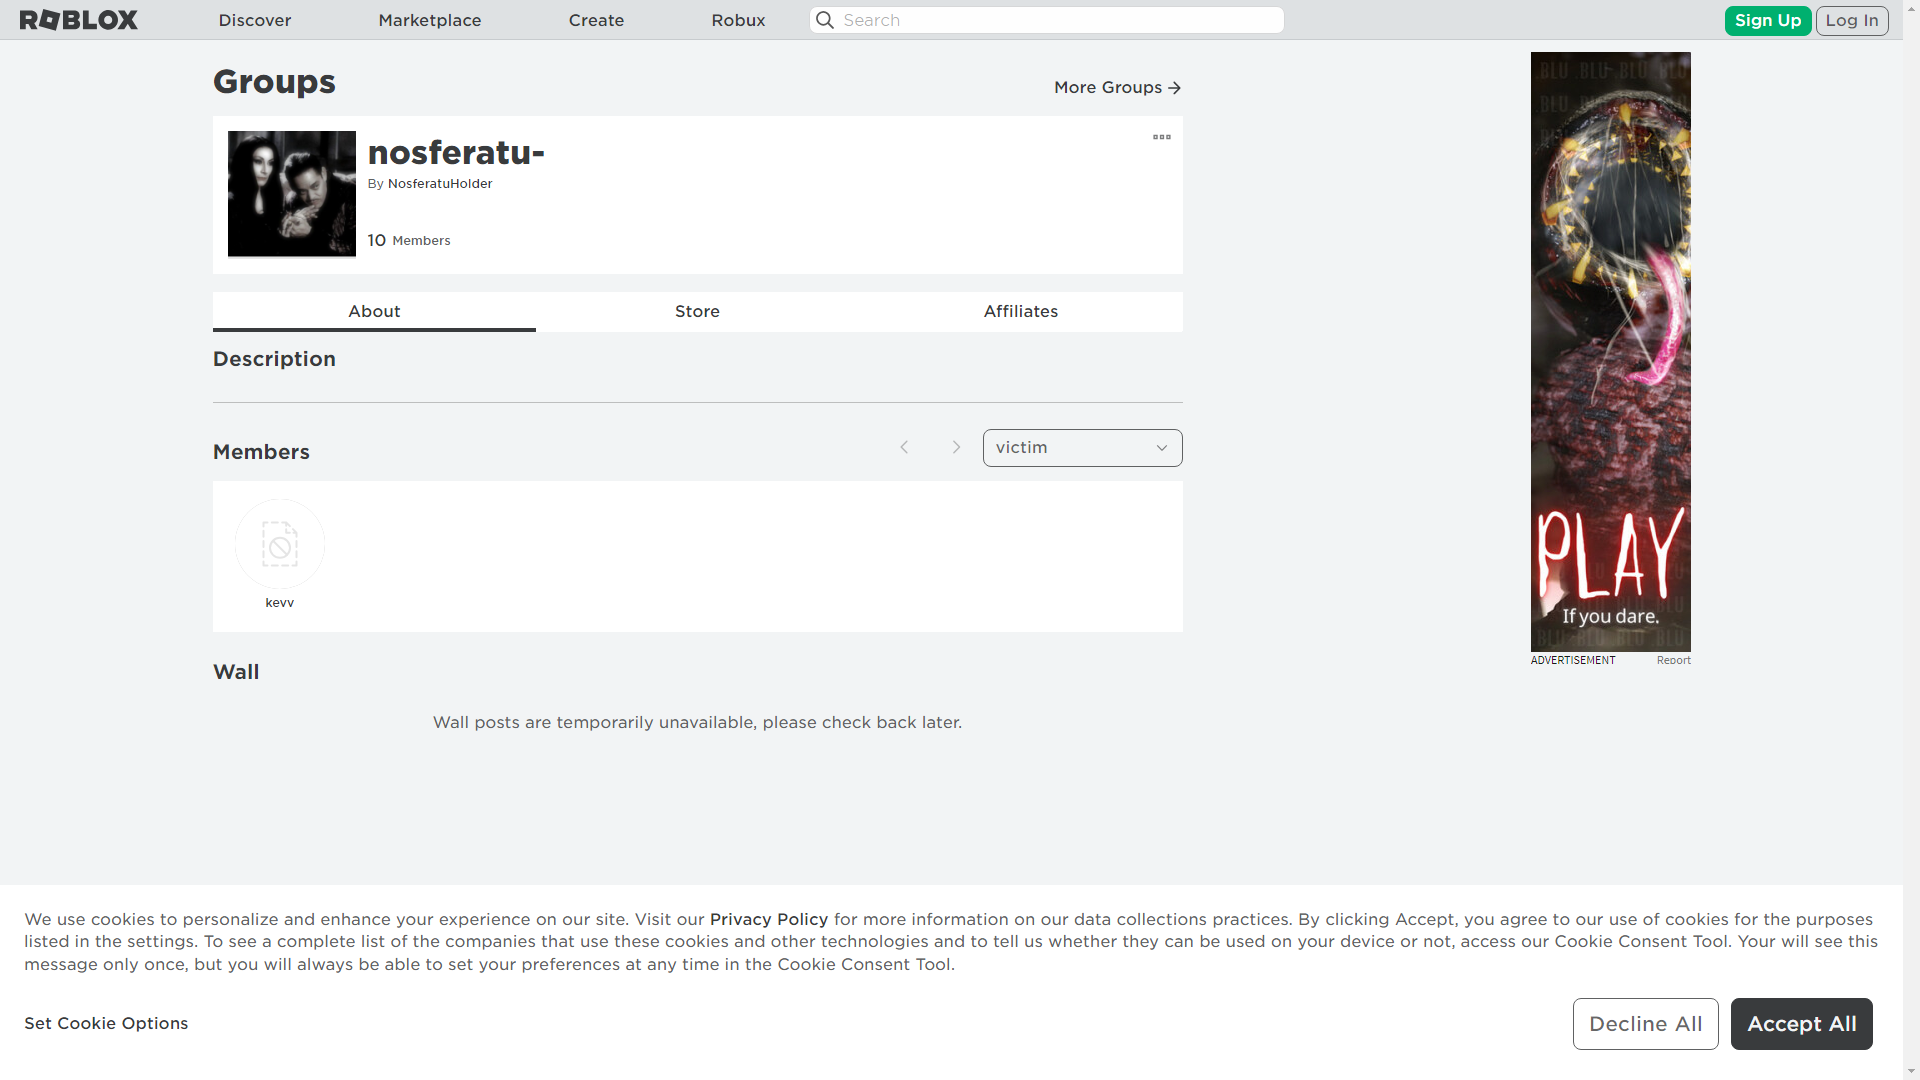 ROBLOX Discover Marketplace Create Robux Search Sign Up Log In
Groups
More Groups
nosferatu-
By NosferatuHolder
10 Members
About Store Affiliates
Description
Members
victim
kevv
Wall
Wall posts are temporarily unavailable, please check back later.
PLAY
If you dare.
ADVERTISEMENT Report
We use cookies to personalize and enhance your experience on our site. Visit our Privacy Policy for more information on our data collections practices. By clicking Accept, you agree to our use of cookies for the purposes
listed in the settings. To see a complete list of the companies that use these cookies and other technologies and to tell us whether they can be used on your device or not, access our Cookie Consent Tool. Your will see this
message only once, but you will always be able to set your preferences at any time in the Cookie Consent Tool.
Set Cookie Options
Decline All
Accept All